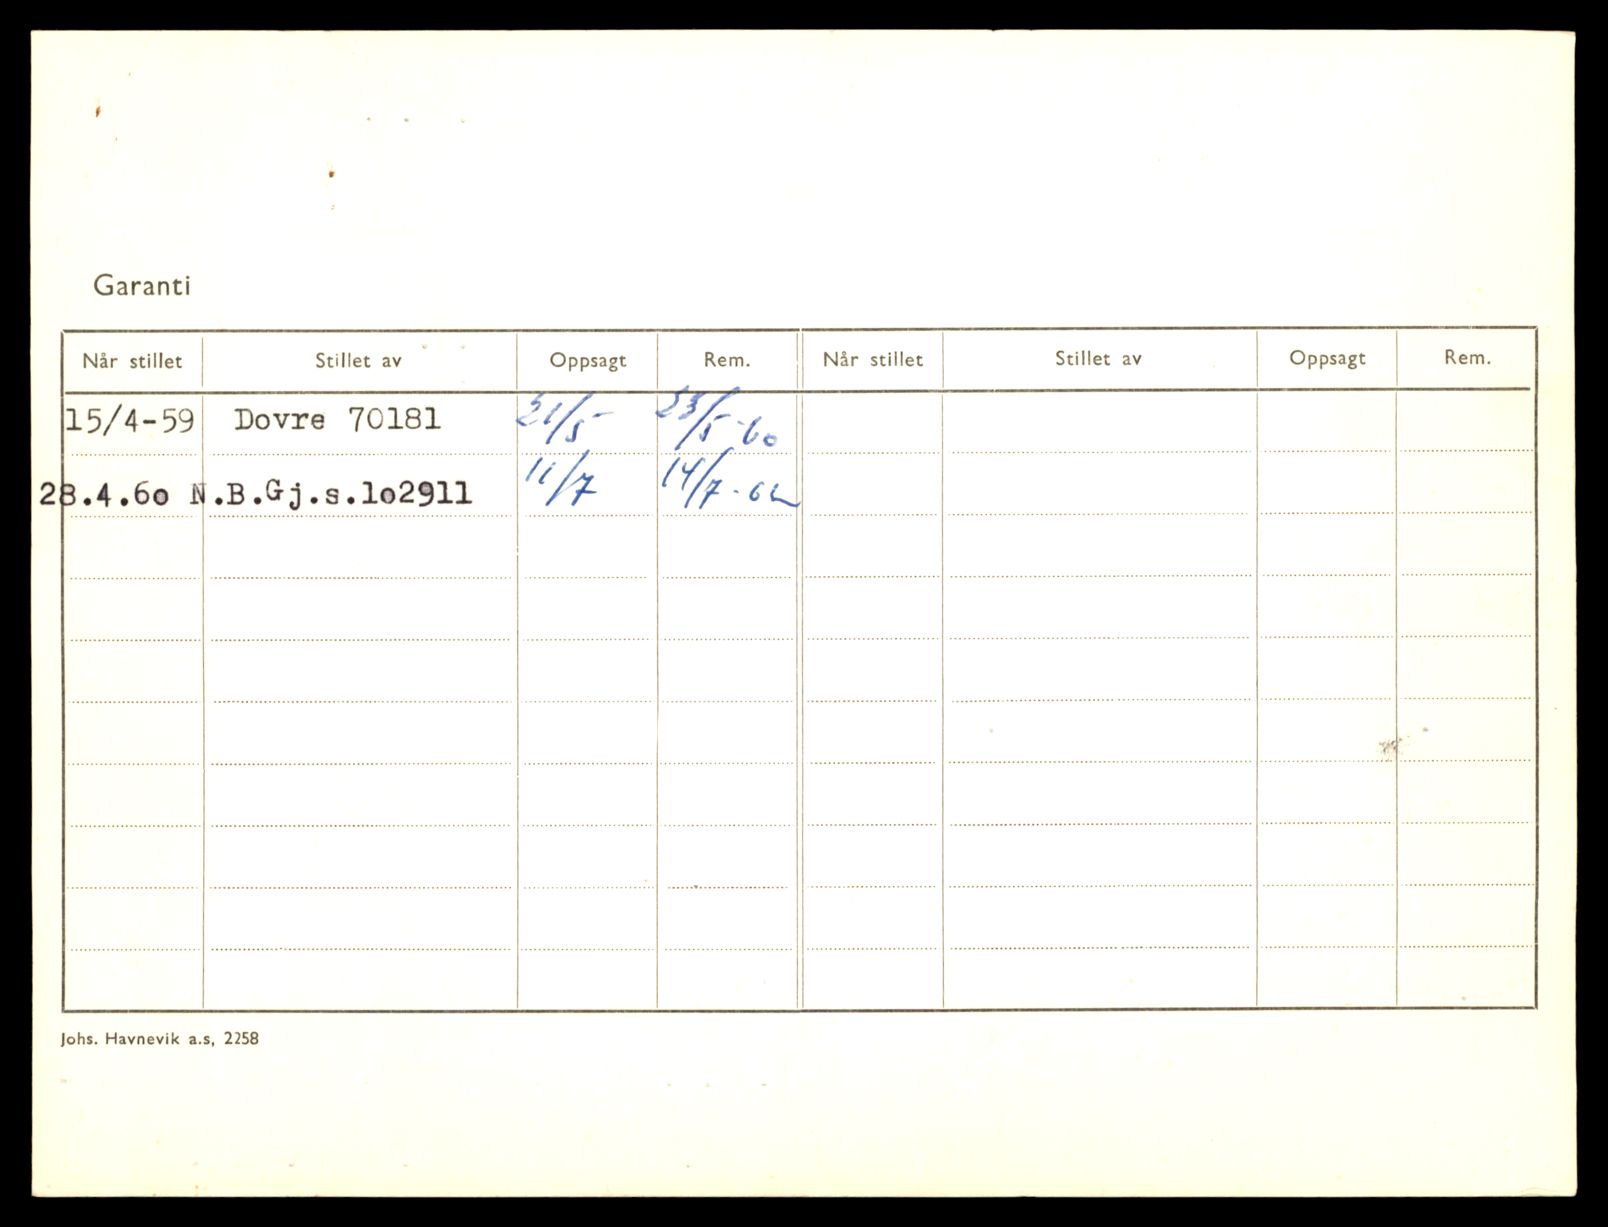 Garanti
Når stillet Stillet av Oppsagt Rem. Når stillet Stillet av Oppsagt Rem.
15/4-59 Dovre 70181 21/5 23/5-60
28.4.6o N.B.Gj.s.lo2911 11/7 14/7-62
Johs. Havnevik a.s, 2258